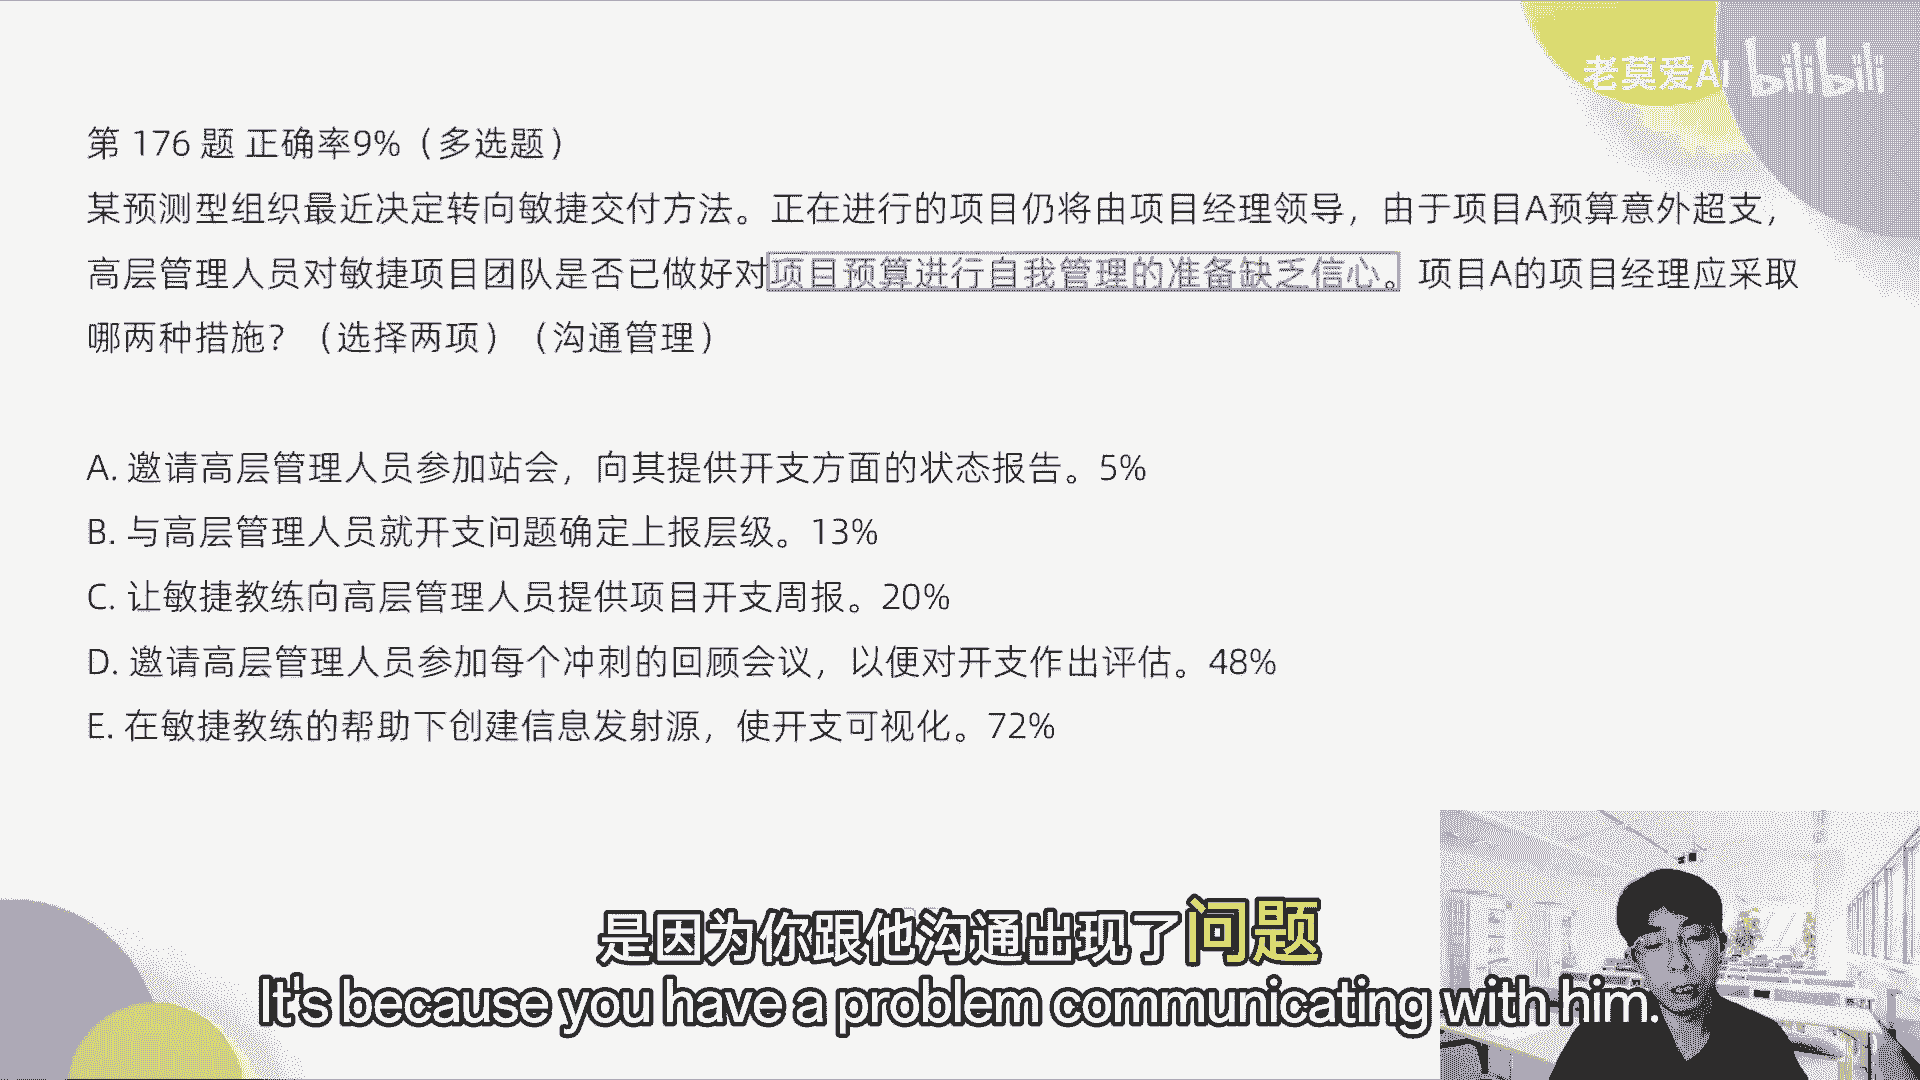 老莫爱AI bilibili
第 176 题 正确率9%（多选题）
某预测型组织最近决定转向敏捷交付方法。正在进行的项目仍将由项目经理领导，由于项目A预算意外超支，
高层管理人员对敏捷项目团队是否已做好对项目预算进行自我管理的准备缺乏信心。项目A的项目经理应采取
哪两种措施？（选择两项）（沟通管理）
A. 邀请高层管理人员参加站会，向其提供开支方面的状态报告。5%
B. 与高层管理人员就开支问题确定上报层级。13%
C. 让敏捷教练向高层管理人员提供项目开支周报。20%
D. 邀请高层管理人员参加每个冲刺的回顾会议，以便对开支作出评估。48%
E. 在敏捷教练的帮助下创建信息发射源，使开支可视化。72%
是因为你跟他沟通出现了问题
It's because you have a problem communicating with him.